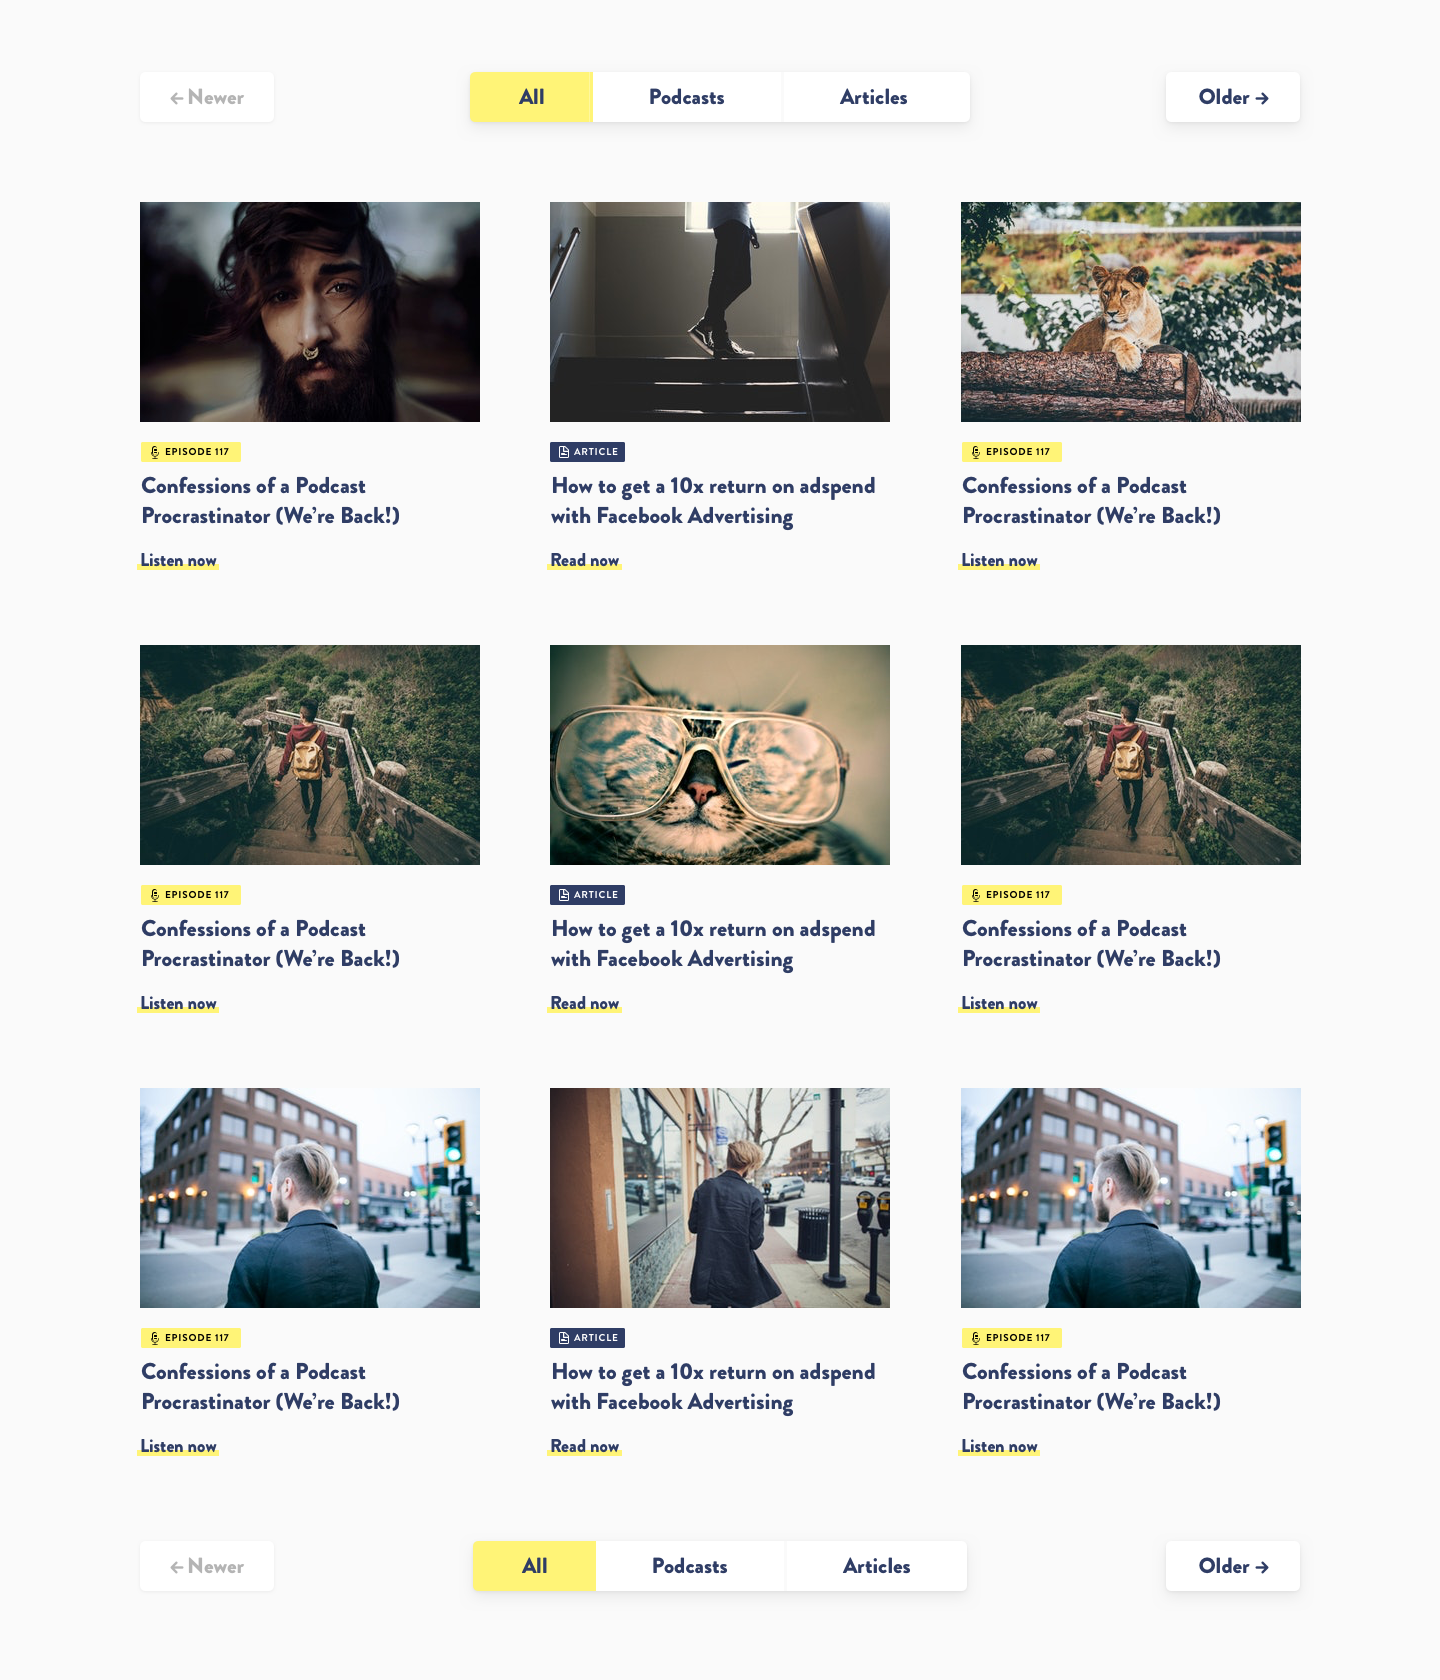 ← Newer
All
Podcasts
Articles
Older →
EPISODE 117
Confessions of a Podcast
Procrastinator (We’re Back!)
Listen now
ARTICLE
How to get a 10x return on adspend
with Facebook Advertising
Read now
EPISODE 117
Confessions of a Podcast
Procrastinator (We’re Back!)
Listen now
EPISODE 117
Confessions of a Podcast
Procrastinator (We’re Back!)
Listen now
ARTICLE
How to get a 10x return on adspend
with Facebook Advertising
Read now
EPISODE 117
Confessions of a Podcast
Procrastinator (We’re Back!)
Listen now
EPISODE 117
Confessions of a Podcast
Procrastinator (We’re Back!)
Listen now
ARTICLE
How to get a 10x return on adspend
with Facebook Advertising
Read now
EPISODE 117
Confessions of a Podcast
Procrastinator (We’re Back!)
Listen now
← Newer
All
Podcasts
Articles
Older →